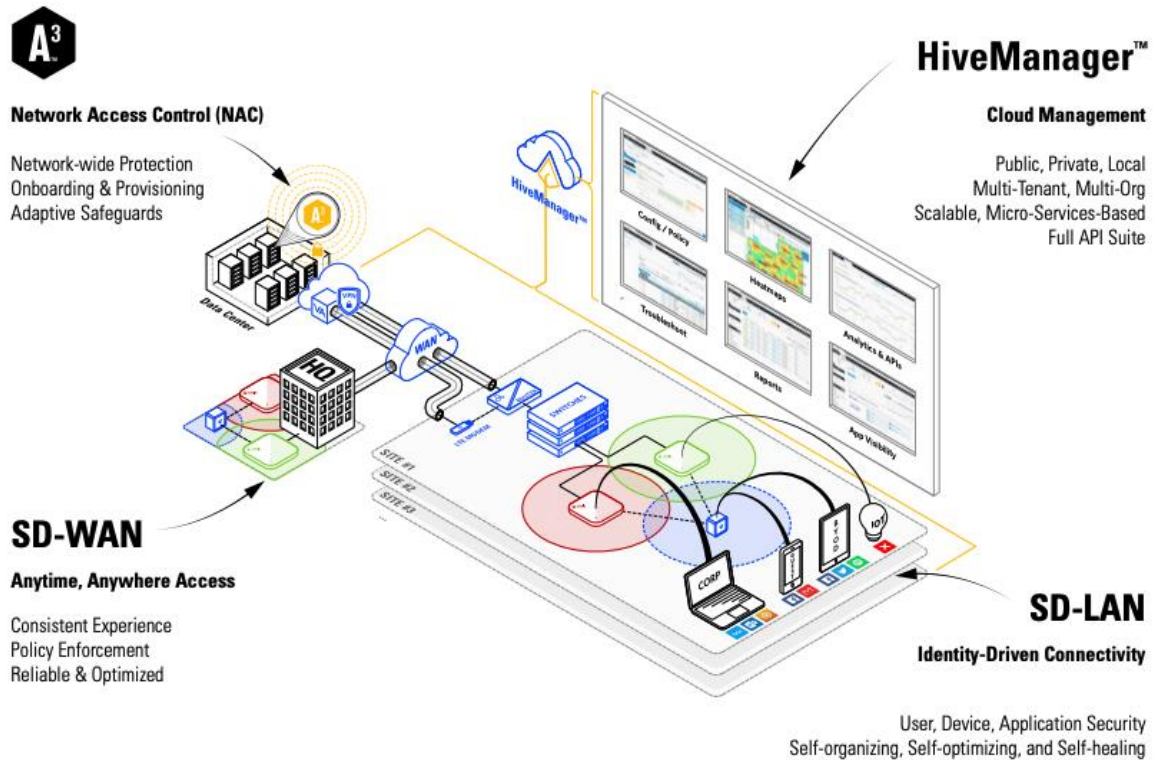 A³
Network Access Control (NAC)
Network-wide Protection
Onboarding & Provisioning
Adaptive Safeguards
HiveManager™
Cloud Management
Public, Private, Local
Multi-Tenant, Multi-Org
Scalable, Micro-Services-Based
Full API Suite
HiveManager™
Config / Policy
Heatmaps
Analytics & APIs
Troubleshoot
Reports
App Visibility
A³
Data Center
VA
VPN
WAN
HQ
LTE MODEM
SWITCHES
SITE #1
SITE #2
SITE #3
...
CORP
BYOD
IOT
SD-WAN
Anytime, Anywhere Access
Consistent Experience
Policy Enforcement
Reliable & Optimized
SD-LAN
Identity-Driven Connectivity
User, Device, Application Security
Self-organizing, Self-optimizing, and Self-healing